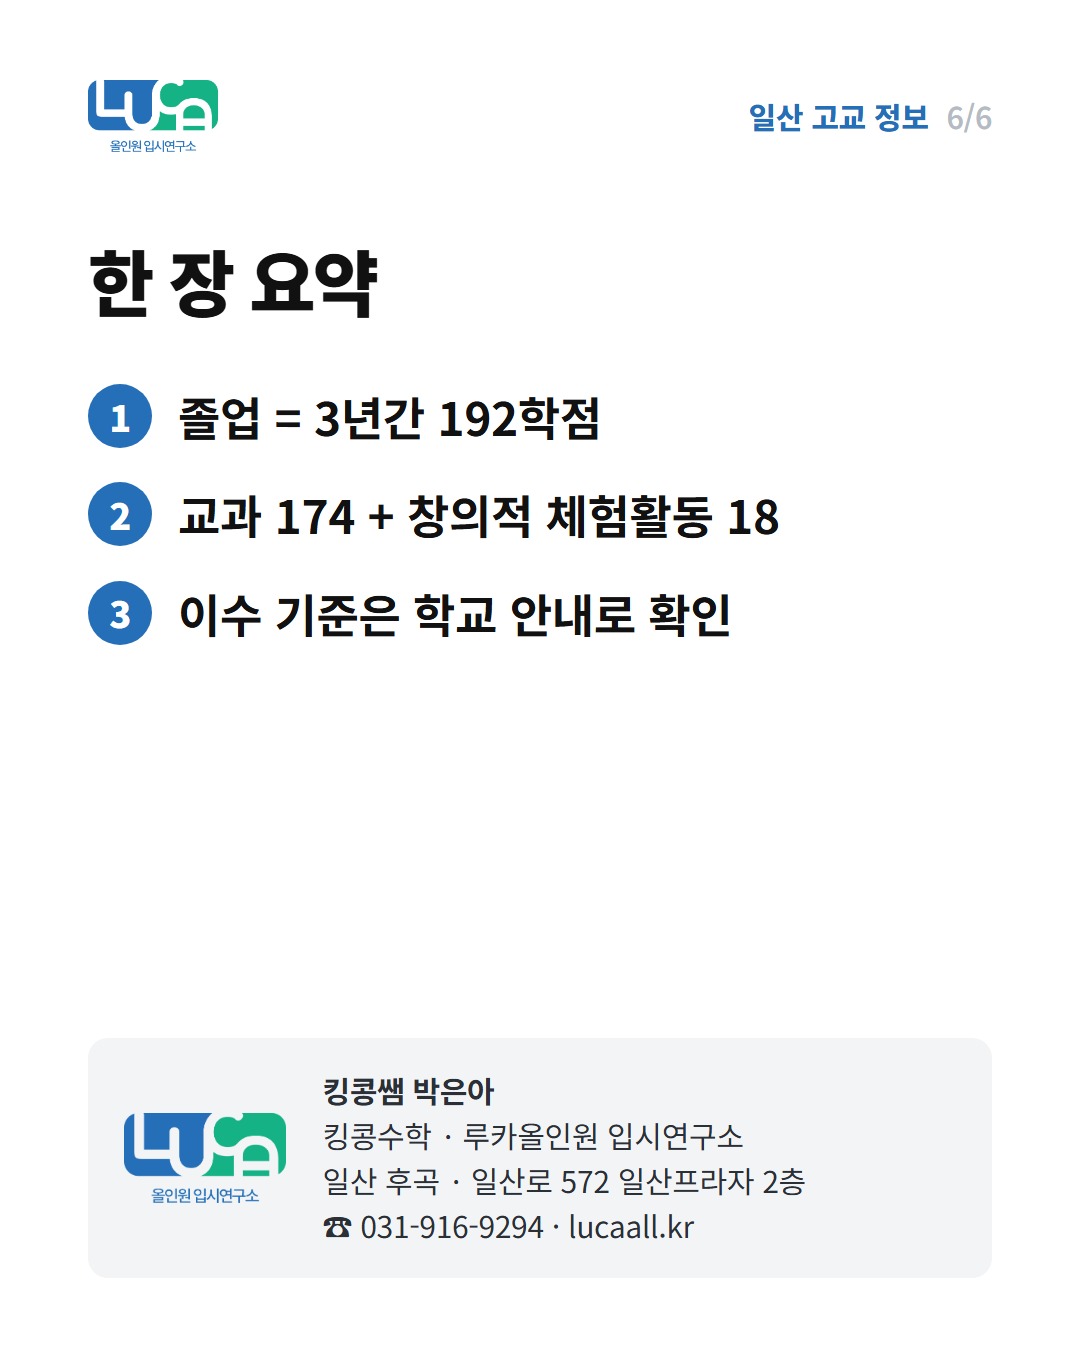 LUCA
올인원 입시연구소
일산 고교 정보 6/6
한 장 요약
1 졸업 = 3년간 192학점
2 교과 174 + 창의적 체험활동 18
3 이수 기준은 학교 안내로 확인
LUCA
올인원 입시연구소
킹콩쌤 박은아
킹콩수학 · 루카올인원 입시연구소
일산 후곡 · 일산로 572 일산프라자 2층
☎ 031-916-9294 · lucaall.kr